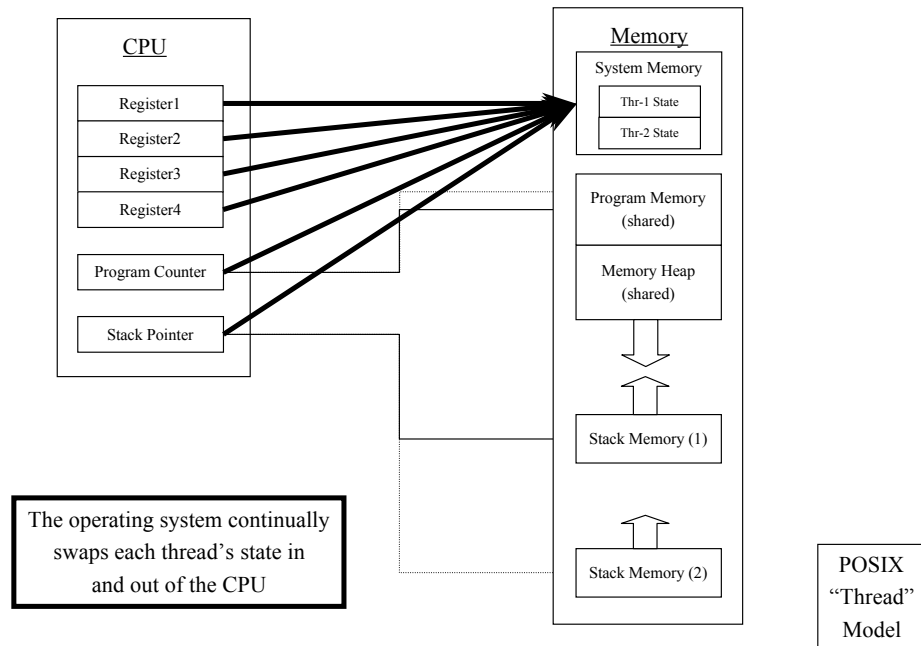 CPU
Register1
Register2
Register3
Register4
Program Counter
Stack Pointer
Memory
System Memory
Thr-1 State
Thr-2 State
Program Memory
(shared)
Memory Heap
(shared)
Stack Memory (1)
Stack Memory (2)
The operating system continually
swaps each thread’s state in
and out of the CPU
POSIX
“Thread”
Model